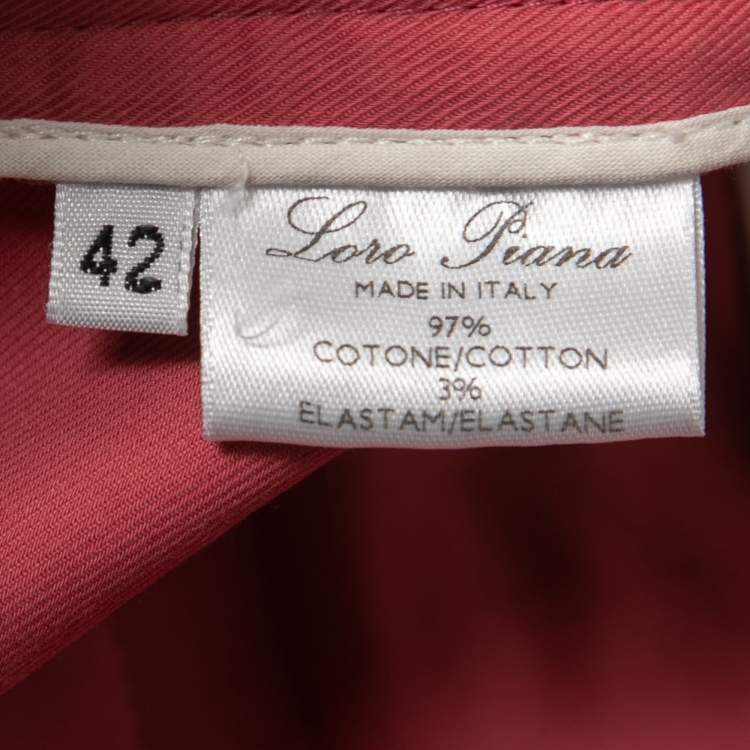 42
Loro Piana
MADE IN ITALY
97%
COTONE/COTTON
3%
ELASTAM/ELASTANE